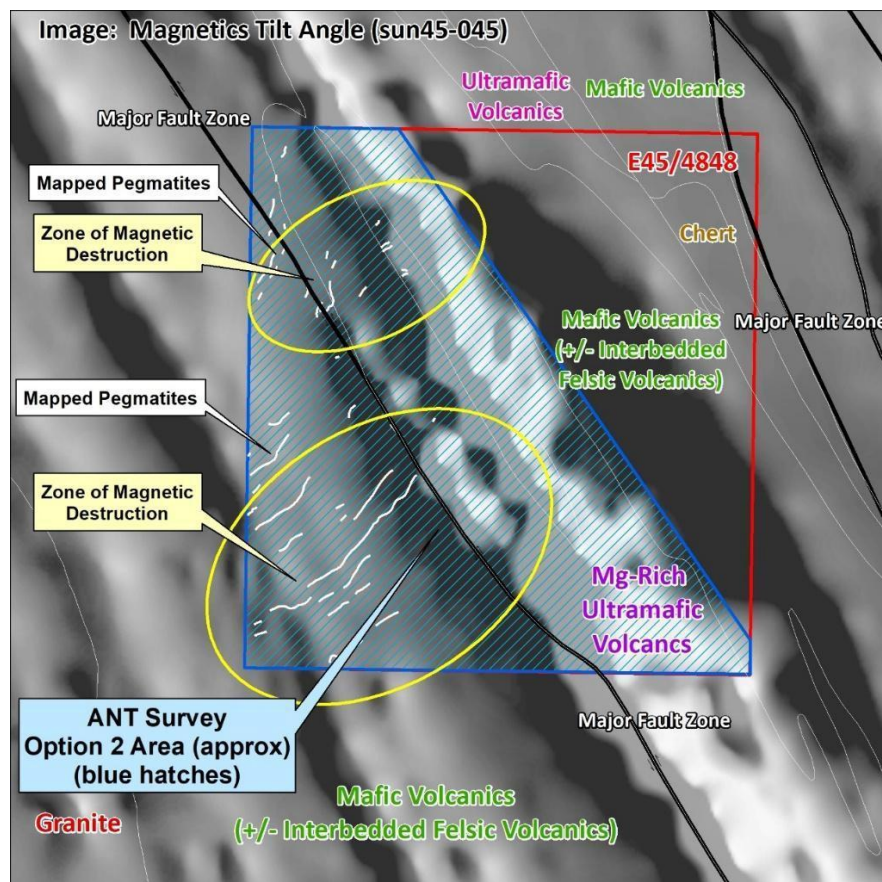 Image:  Magnetics Tilt Angle (sun45-045)
Ultramafic
Volcanics
Mafic Volcanics
Major Fault Zone
E45/4848
Mapped Pegmatites
Zone of Magnetic
Destruction
Chert
Mafic Volcanics
(+/- Interbedded
Felsic Volcanics)
Major Fault Zone
Mapped Pegmatites
Zone of Magnetic
Destruction
Mg-Rich
Ultramafic
Volcancs
ANT Survey
Option 2 Area (approx)
(blue hatches)
Major Fault Zone
Granite
Mafic Volcanics
(+/- Interbedded Felsic Volcanics)